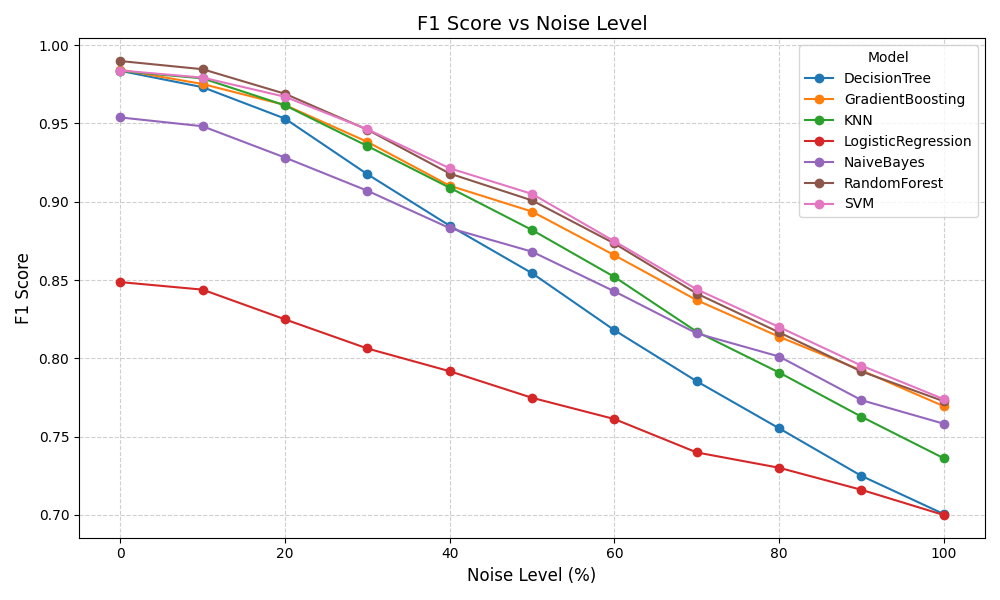 F1 Score vs Noise Level
F1 Score
1.00
0.95
0.90
0.85
0.80
0.75
0.70
0
20
40
60
80
100
Noise Level (%)
Model
DecisionTree
GradientBoosting
KNN
LogisticRegression
NaiveBayes
RandomForest
SVM